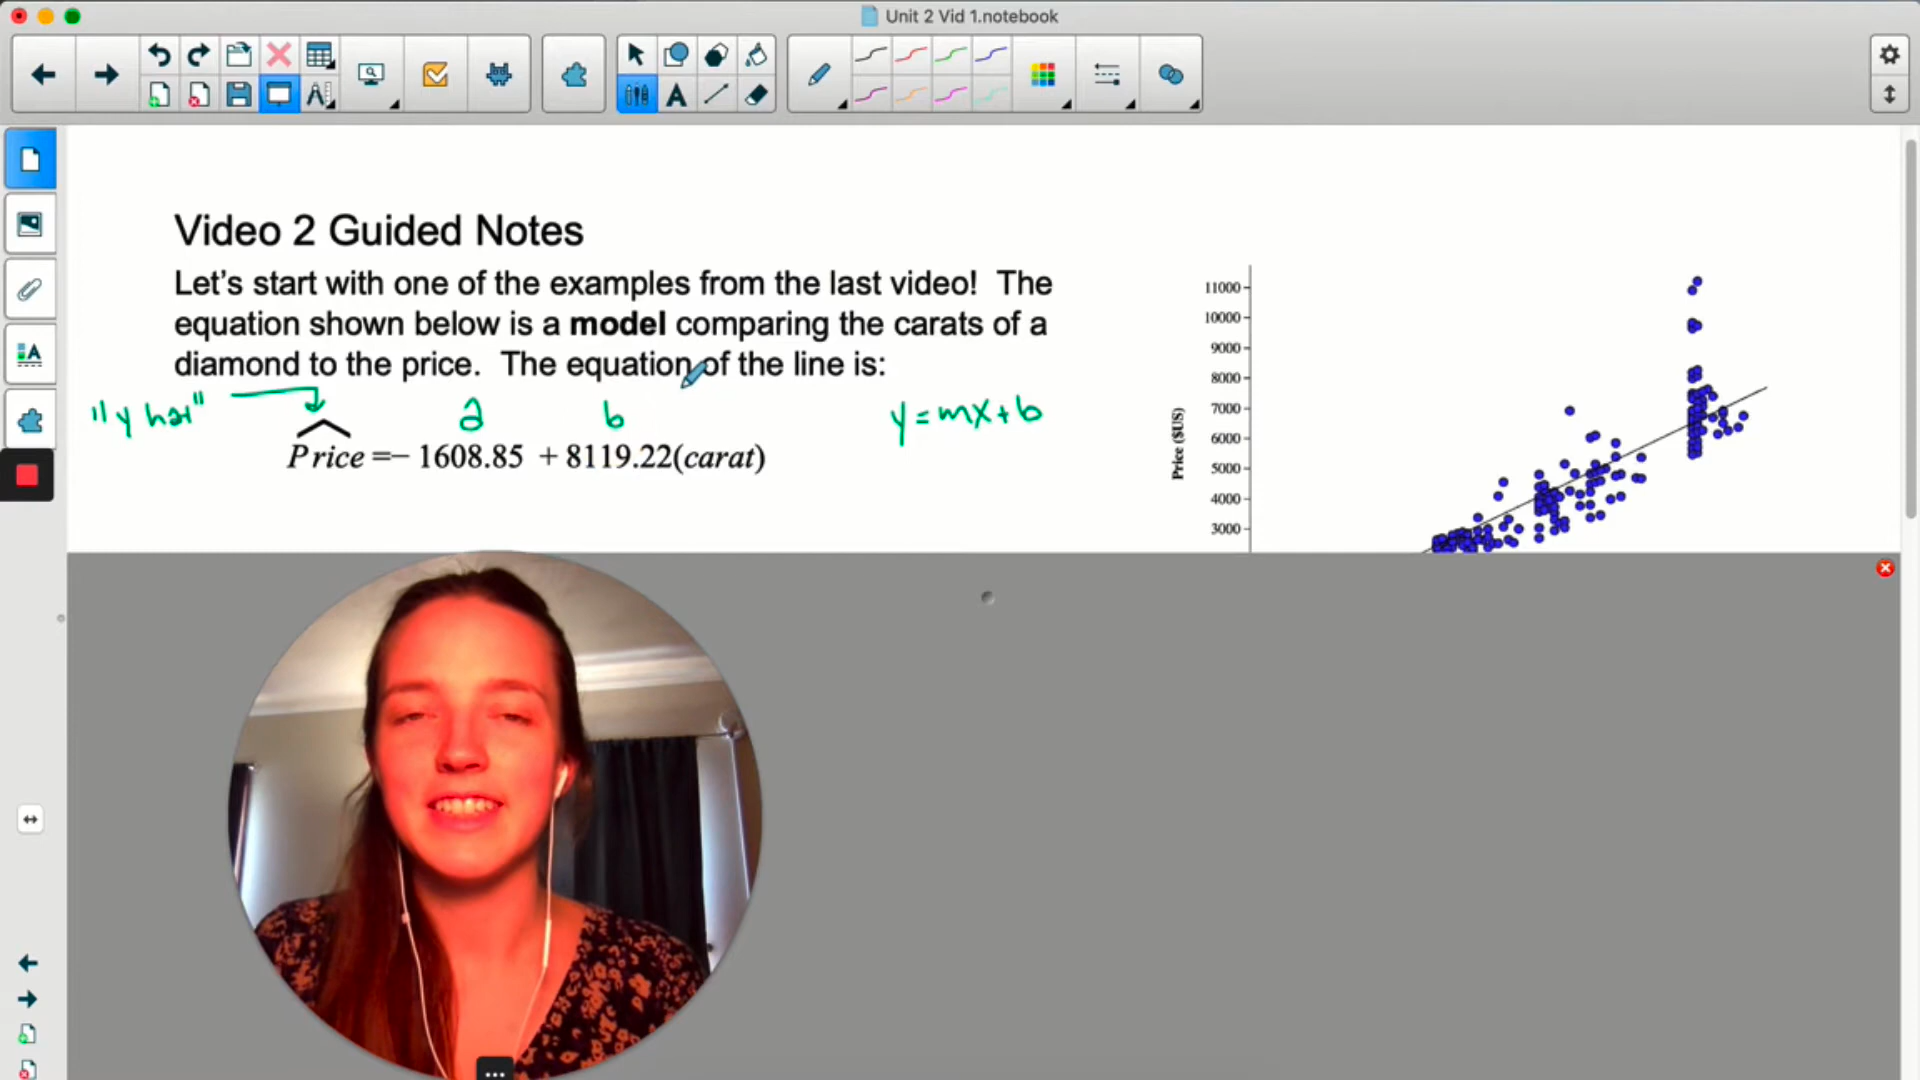 Unit 2 Vid 1.notebook
Video 2 Guided Notes
Let's start with one of the examples from the last video! The
equation shown below is a model comparing the carats of a
diamond to the price. The equation of the line is:
"y hat" a b y = mx + b
Price =− 1608.85 + 8119.22(carat)
Price ($US)
11000
10000
9000
8000
7000
6000
5000
4000
3000